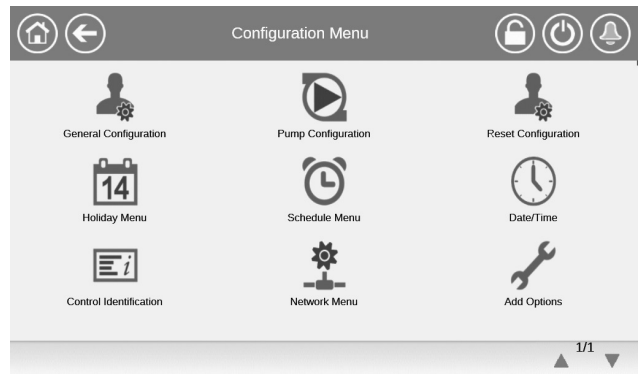 Configuration Menu
General Configuration
Pump Configuration
Reset Configuration
14
Holiday Menu
Schedule Menu
Date/Time
i
Control Identification
Network Menu
Add Options
1/1